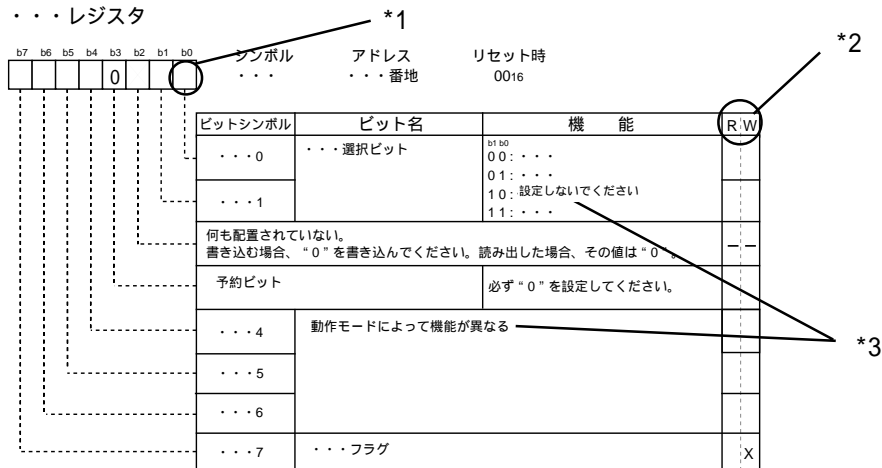 ・・・レジスタ
*1
*2
b7 b6 b5 b4 b3 b2 b1 b0
シンボル アドレス リセット時
0
・・・ ・・・番地 0016
ビットシンボル ビット名 機 能 R W
・・・0 ・・・選択ビット
b1 b0
0 0 : ・・・
0 1 : ・・・
1 0 : 設定しないでください
1 1 : ・・・
・・・1
何も配置されていない。
書き込む場合、“0”を書き込んでください。読み出した場合、その値は“0”。
— —
予約ビット 必ず“0”を設定してください。
・・・4 動作モードによって機能が異なる
*3
・・・5
・・・6
・・・7 ・・・フラグ X